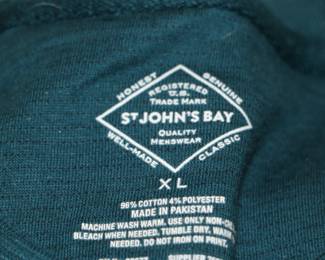 HONEST
GENUINE
REGISTERED
U.S.
TRADE MARK
ST JOHN'S BAY
QUALITY
MENSWEAR
WELL-MADE
CLASSIC
XL
96% COTTON 4% POLYESTER
MADE IN PAKISTAN
MACHINE WASH WARM. USE ONLY NON-
BLEACH WHEN NEEDED. TUMBLE DRY.
NEEDED. DO NOT IRON ON PRINT.
SUPPLIER